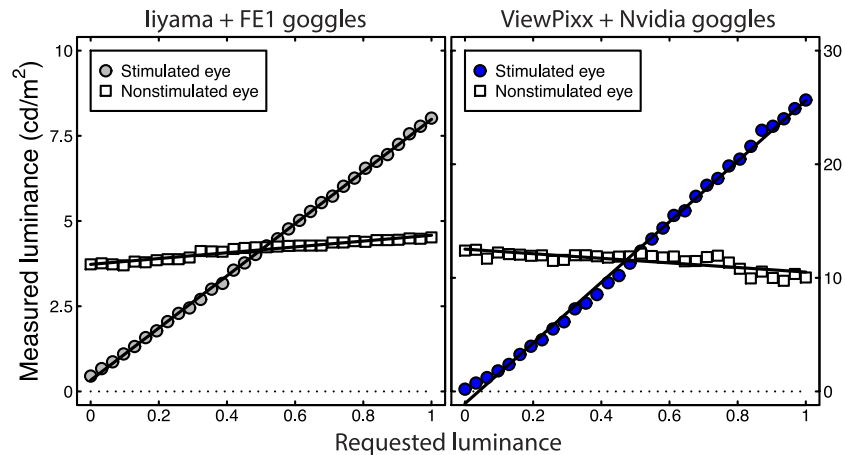 Iiyama + FE1 goggles
ViewPixx + Nvidia goggles
Measured luminance (cd/m²)
10
7.5
5
2.5
0
Stimulated eye
Nonstimulated eye
0 0.2 0.4 0.6 0.8 1
Stimulated eye
Nonstimulated eye
30
20
10
0
0 0.2 0.4 0.6 0.8 1
Requested luminance